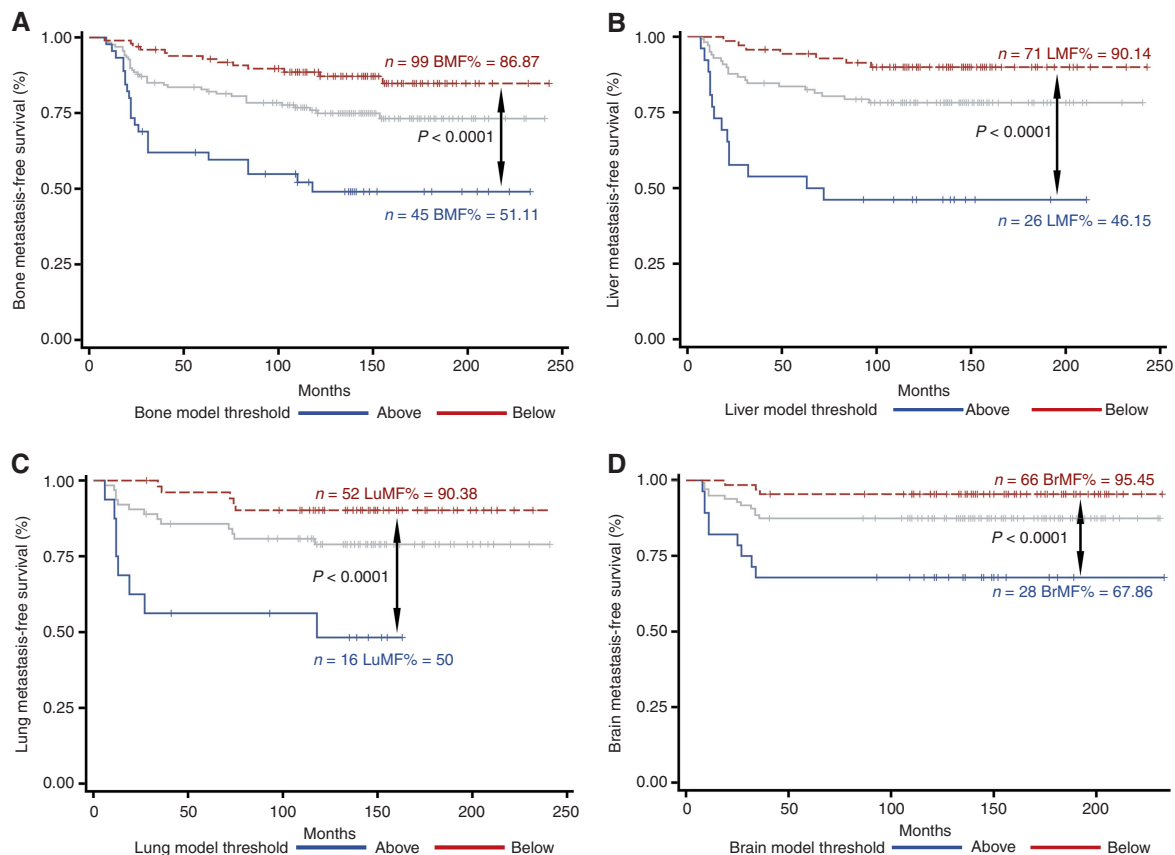 A
Bone metastasis-free survival (%)
1.00
0.75
0.50
0.25
0.00
n = 99 BMF% = 86.87
P < 0.0001
n = 45 BMF% = 51.11
0 50 100 150 200 250
Months
Bone model threshold Above Below
B
Liver metastasis-free survival (%)
1.00
0.75
0.50
0.25
0.00
n = 71 LMF% = 90.14
P < 0.0001
n = 26 LMF% = 46.15
0 50 100 150 200 250
Months
Liver model threshold Above Below
C
Lung metastasis-free survival (%)
1.00
0.75
0.50
0.25
0.00
n = 52 LuMF% = 90.38
P < 0.0001
n = 16 LuMF% = 50
0 50 100 150 200 250
Months
Lung model threshold Above Below
D
Brain metastasis-free survival (%)
1.00
0.75
0.50
0.25
0.00
n = 66 BrMF% = 95.45
P < 0.0001
n = 28 BrMF% = 67.86
0 50 100 150 200
Months
Brain model threshold Above Below